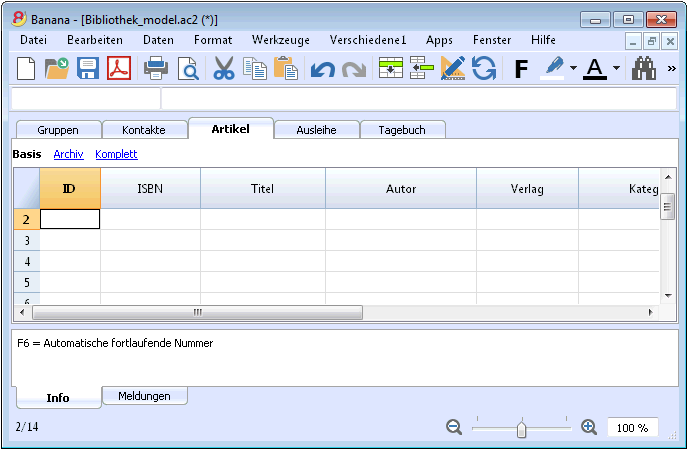 Banana - [Bibliothek_model.ac2 (*)]
Datei Bearbeiten Daten Format Werkzeuge Verschiedene1 Apps Fenster Hilfe
F A »
Gruppen Kontakte Artikel Ausleihe Tagebuch
Basis Archiv Komplett
ID ISBN Titel Autor Verlag Kateg
2
3
4
5
6
F6 = Automatische fortlaufende Nummer
Info Meldungen
2/14 100 %